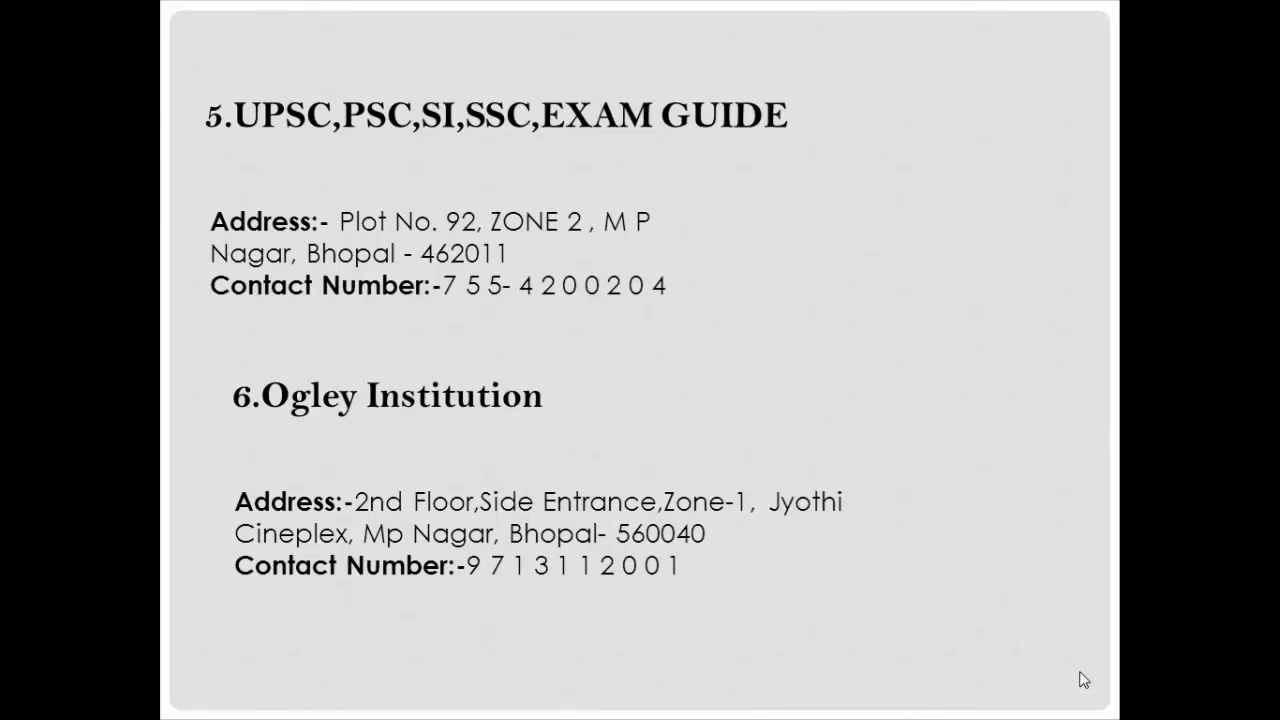 5.UPSC,PSC,SI,SSC,EXAM GUIDE
Address:- Plot No. 92, ZONE 2 , M P
Nagar, Bhopal - 462011
Contact Number:-7 5 5- 4 2 0 0 2 0 4
6.Ogley Institution
Address:-2nd Floor,Side Entrance,Zone-1, Jyothi
Cineplex, Mp Nagar, Bhopal- 560040
Contact Number:-9 7 1 3 1 1 2 0 0 1